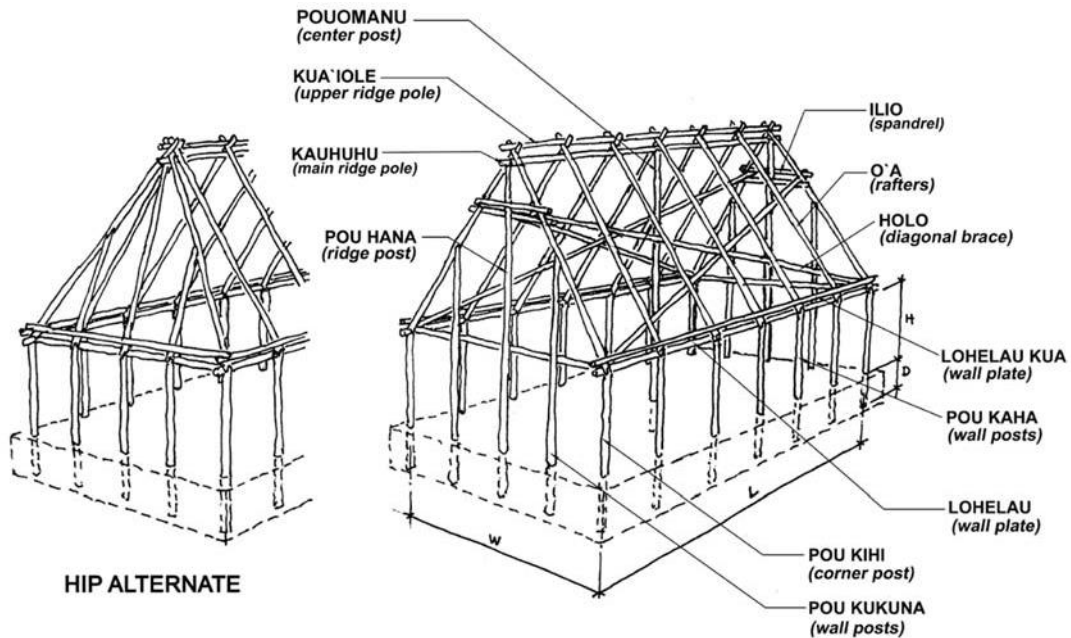 POUOMANU
(center post)
KUA`IOLE
(upper ridge pole)
KAUHUHU
(main ridge pole)
POU HANA
(ridge post)
ILIO
(spandrel)
O`A
(rafters)
HOLO
(diagonal brace)
H
D
LOHELAU KUA
(wall plate)
POU KAHA
(wall posts)
LOHELAU
(wall plate)
L
W
POU KIHI
(corner post)
POU KUKUNA
(wall posts)
HIP ALTERNATE